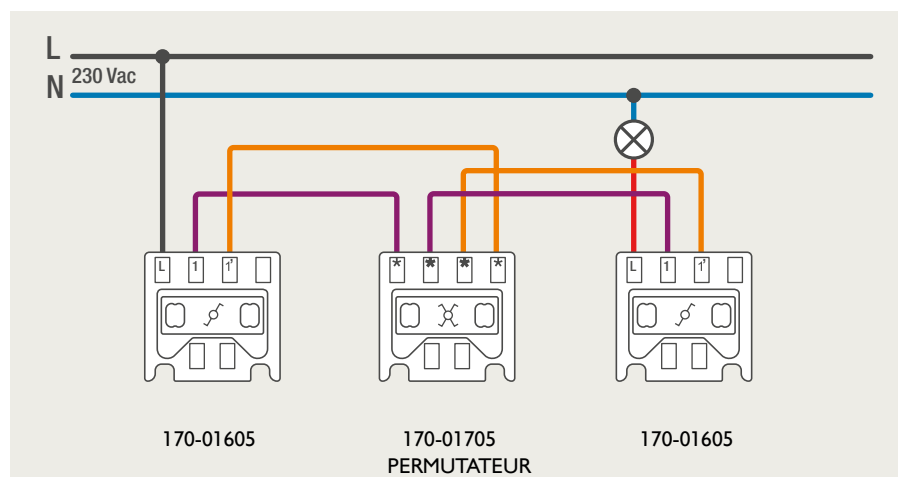 L
230 Vac
N
L 1 1' * * * * L 1 1'
170-01605 170-01705 170-01605
PERMUTATEUR